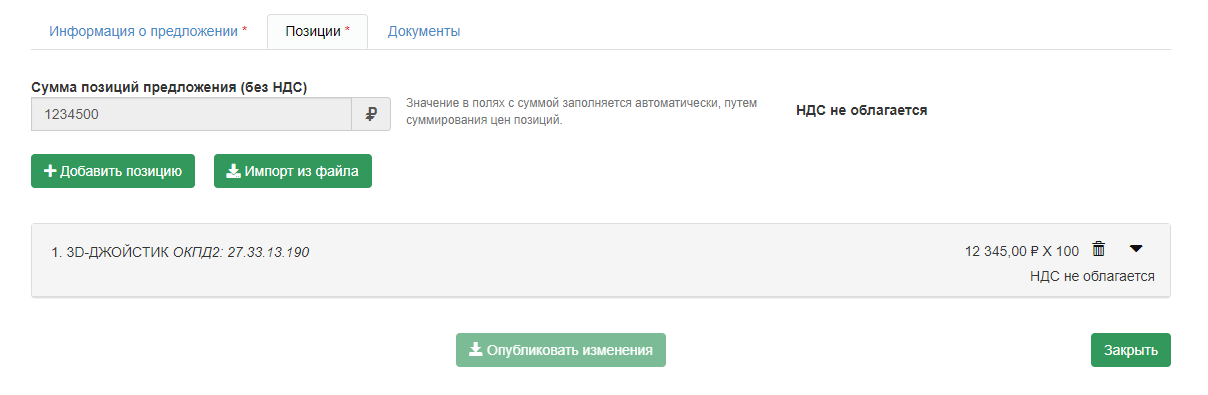 Информация о предложении * Позиции * Документы
Сумма позиций предложения (без НДС)
1234500 ₽
Значение в полях с суммой заполняется автоматически, путем
суммирования цен позиций.
НДС не облагается
Добавить позицию Импорт из файла
1. 3D-ДЖОЙСТИК ОКПД2: 27.33.13.190 12 345,00 ₽ X 100
НДС не облагается
Опубликовать изменения Закрыть